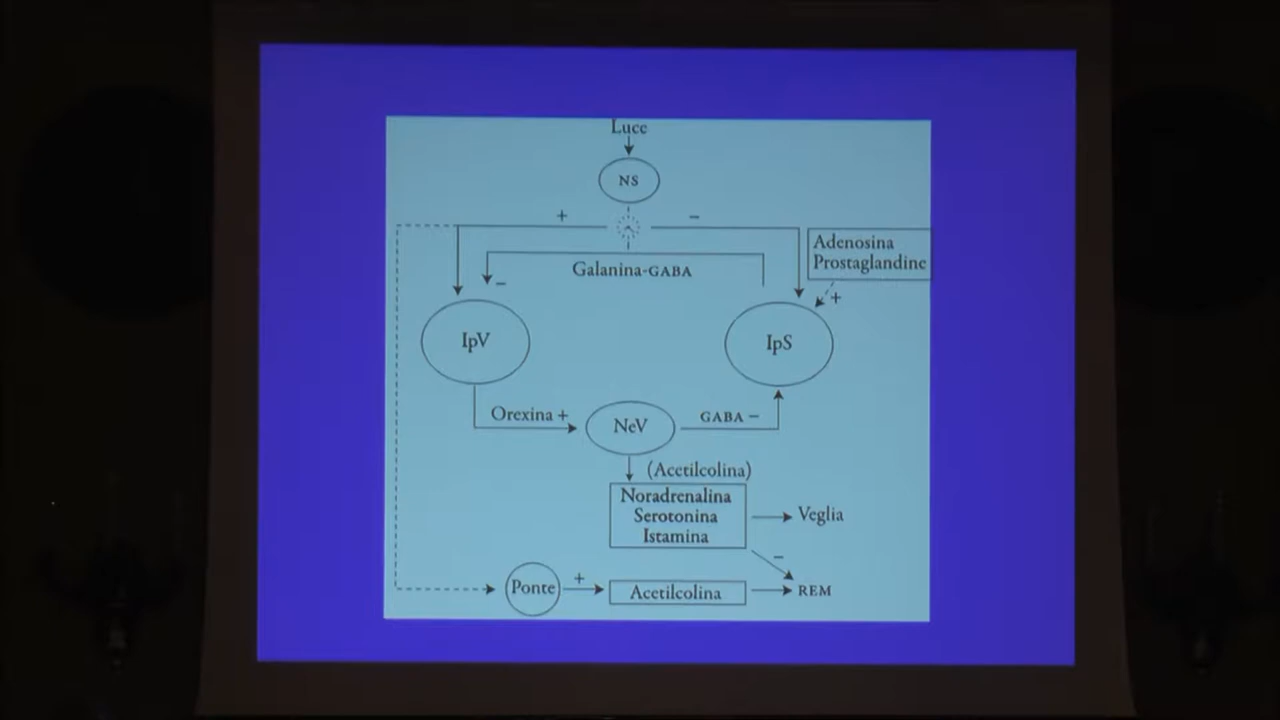 Luce
NS
+
−
Adenosina
Prostaglandine
Galanina-GABA
−
+
IpV
IpS
Orexina +
NeV
GABA −
(Acetilcolina)
Noradrenalina
Serotonina
Istamina
Veglia
−
Ponte
+
Acetilcolina
REM